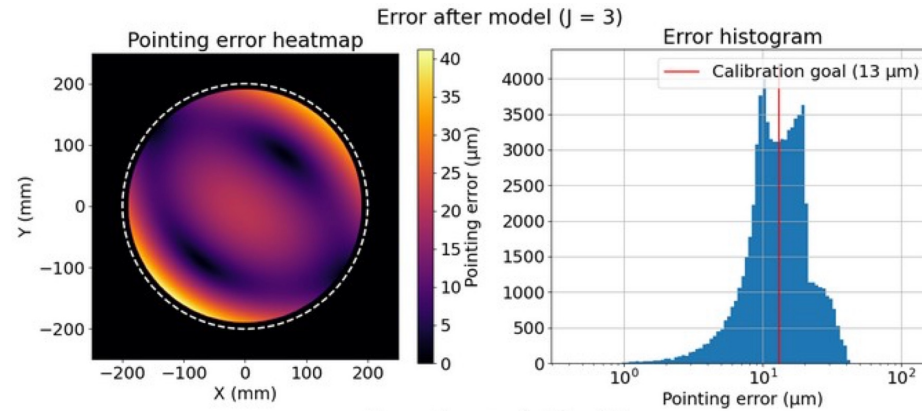 Error after model (J = 3)
Pointing error heatmap
200
100
0
−100
−200
Y (mm)
−200 −100 0 100 200
X (mm)
40
35
30
25
20
15
10
5
0
Pointing error (μm)
Error histogram
Calibration goal (13 μm)
4000
3500
3000
2500
2000
1500
1000
500
0
10⁰ 10¹ 10²
Pointing error (μm)